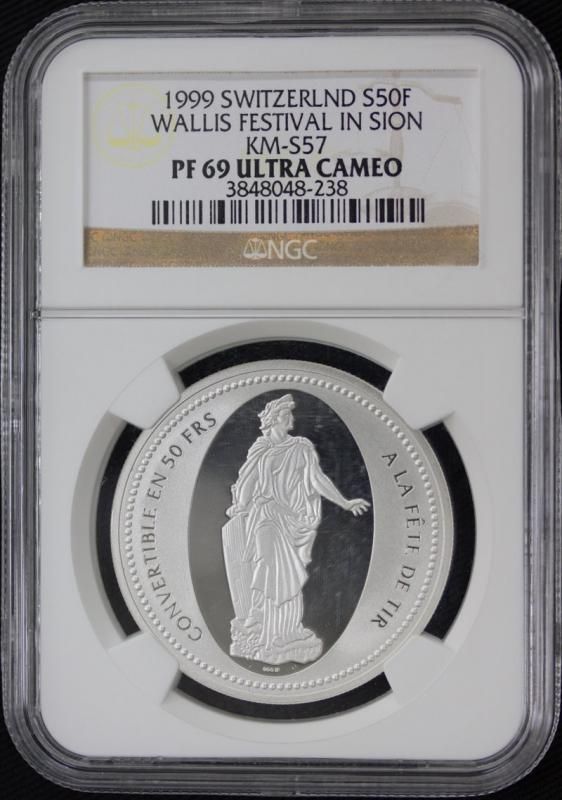 1999 SWITZERLND S50F
WALLIS FESTIVAL IN SION
KM-S57
PF 69 ULTRA CAMEO
3848048-238
NGC
NGC
CONVERTIBLE EN 50 FRS
A LA FÊTE DE TIR